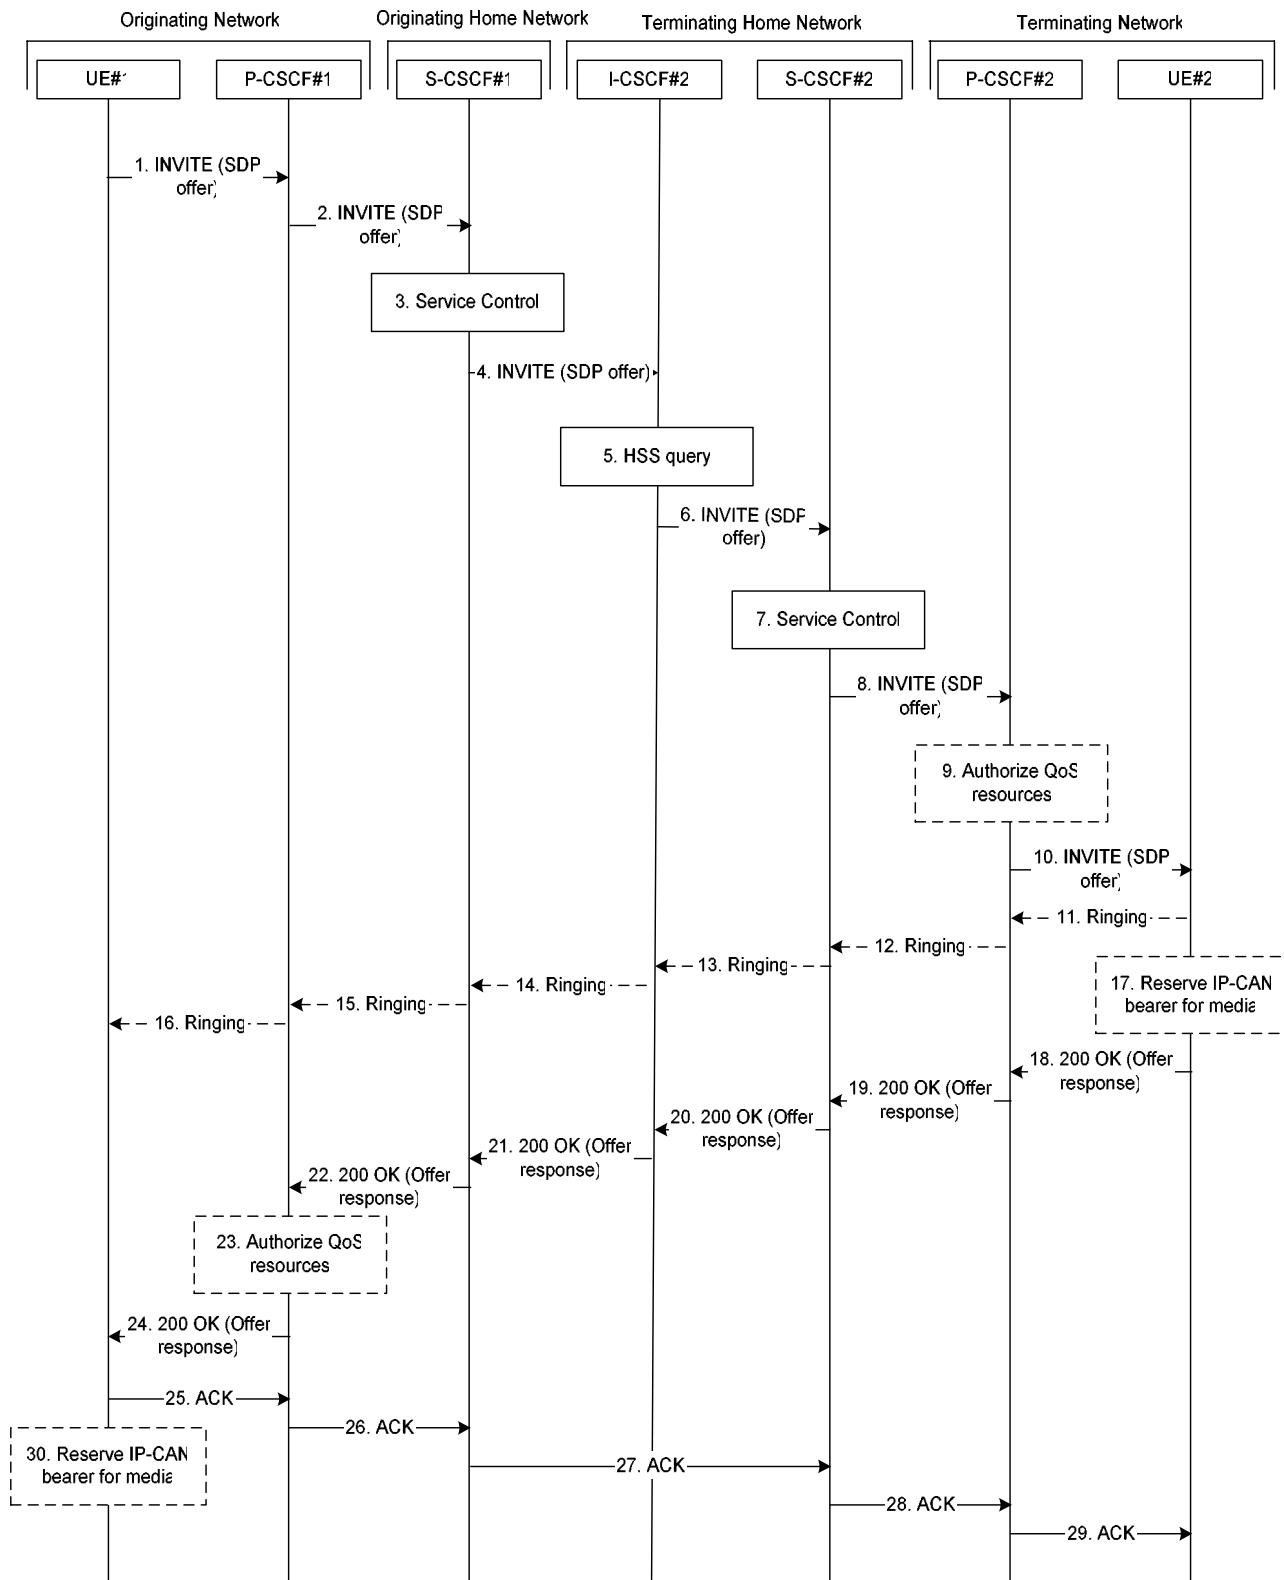 Originating Network
Originating Home Network
Terminating Home Network
Terminating Network
UE#1
P-CSCF#1
S-CSCF#1
I-CSCF#2
S-CSCF#2
P-CSCF#2
UE#2
1. INVITE (SDP
offer)
2. INVITE (SDP
offer)
3. Service Control
4. INVITE (SDP offer)
5. HSS query
6. INVITE (SDP
offer)
7. Service Control
8. INVITE (SDP
offer)
9. Authorize QoS
resources
10. INVITE (SDP
offer)
11. Ringing
12. Ringing
13. Ringing
14. Ringing
15. Ringing
16. Ringing
17. Reserve IP-CAN
bearer for media
18. 200 OK (Offer
response)
19. 200 OK (Offer
response)
20. 200 OK (Offer
response)
21. 200 OK (Offer
response)
22. 200 OK (Offer
response)
23. Authorize QoS
resources
24. 200 OK (Offer
response)
25. ACK
26. ACK
30. Reserve IP-CAN
bearer for media
27. ACK
28. ACK
29. ACK